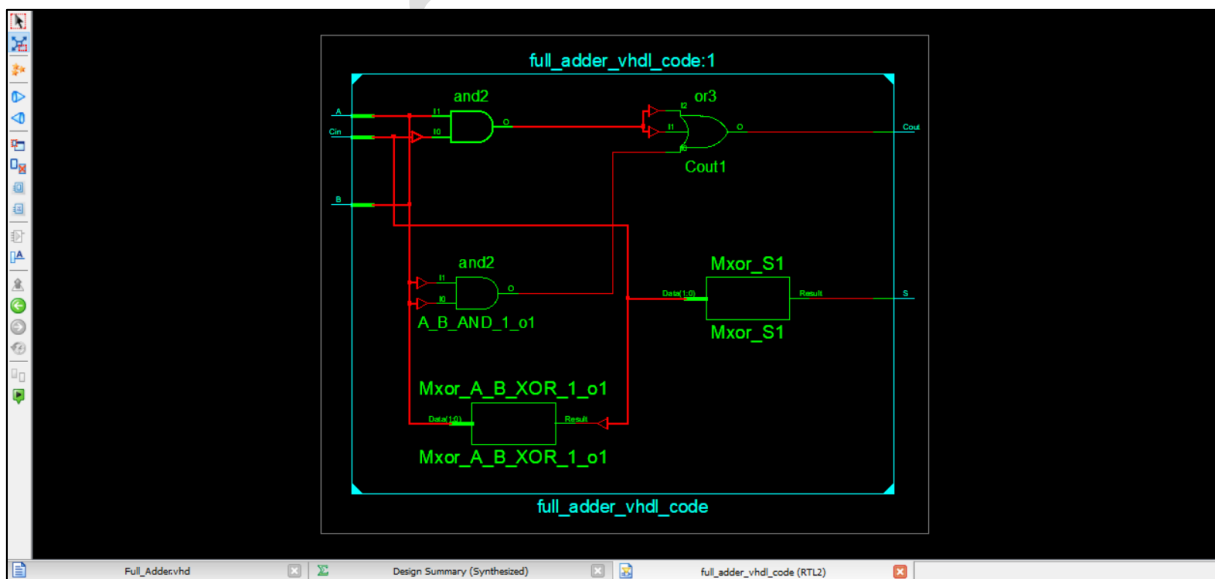 full_adder_vhdl_code:1
and2
or3
A
I1
I2
O
Cin
I0
I1
O
Cout
Cout1
B
and2
I1
O
I0
A_B_AND_1_o1
Mxor_S1
Data(1:0)
Result
S
Mxor_S1
Mxor_A_B_XOR_1_o1
Data(1:0)
Result
Mxor_A_B_XOR_1_o1
full_adder_vhdl_code
Full_Adder.vhd
Design Summary (Synthesized)
full_adder_vhdl_code (RTL2)